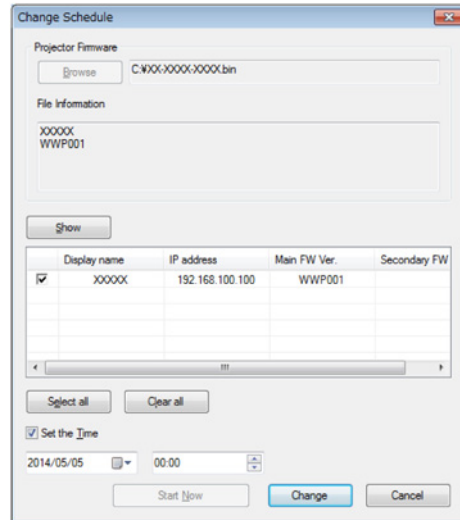 Change Schedule
Projector Firmware
Browse
C:¥XX-XXXX-XXXX.bin
File Information
XXXXX
WWP001
Show
Display name IP address Main FW Ver. Secondary FW
XXXXX 192.168.100.100 WWP001
Select all Clear all
Set the Time
2014/05/05 00:00
Start Now Change Cancel